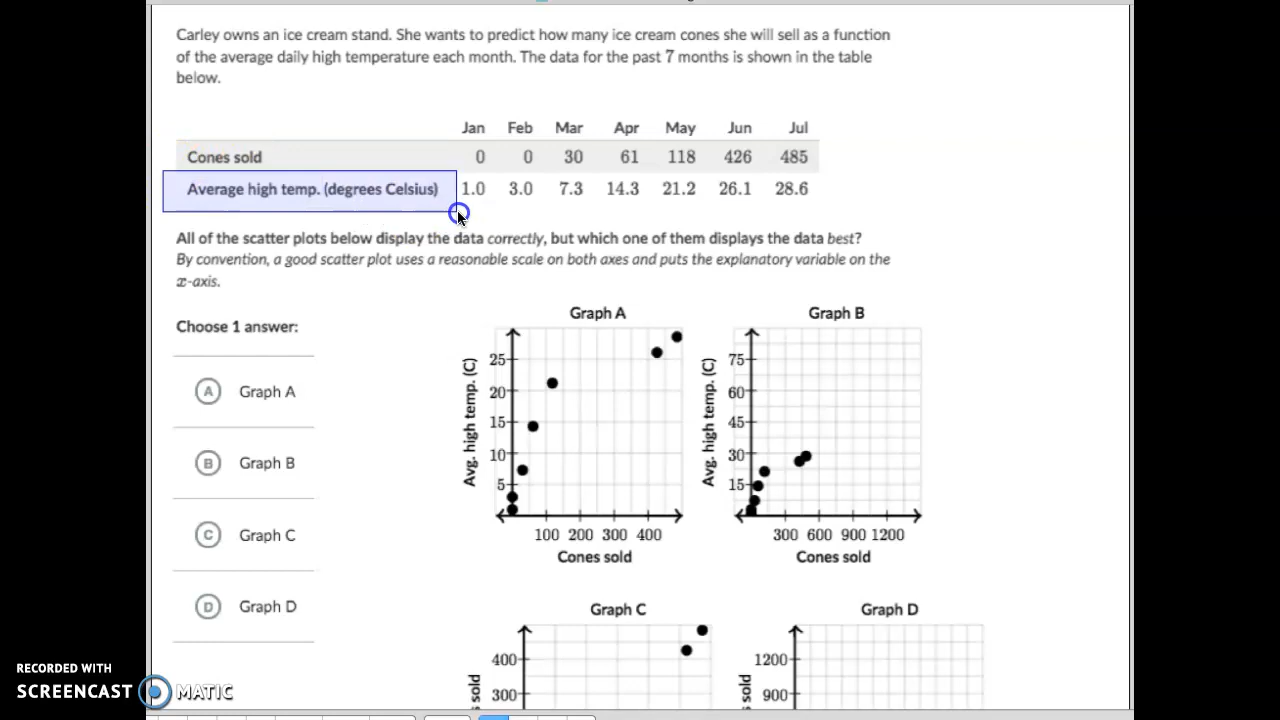 Carley owns an ice cream stand. She wants to predict how many ice cream cones she will sell as a function
of the average daily high temperature each month. The data for the past 7 months is shown in the table
below.
Jan Feb Mar Apr May Jun Jul
Cones sold 0 0 30 61 118 426 485
Average high temp. (degrees Celsius) 1.0 3.0 7.3 14.3 21.2 26.1 28.6
All of the scatter plots below display the data correctly, but which one of them displays the data best?
By convention, a good scatter plot uses a reasonable scale on both axes and puts the explanatory variable on the
x-axis.
Choose 1 answer:
A Graph A
B Graph B
C Graph C
D Graph D
Graph A
Avg. high temp. (C)
25
20
15
10
5
100 200 300 400
Cones sold
Graph B
Avg. high temp. (C)
75
60
45
30
15
300 600 900 1200
Cones sold
Graph C
400
300
sold
Graph D
1200
900
sold
RECORDED WITH
SCREENCAST MATIC